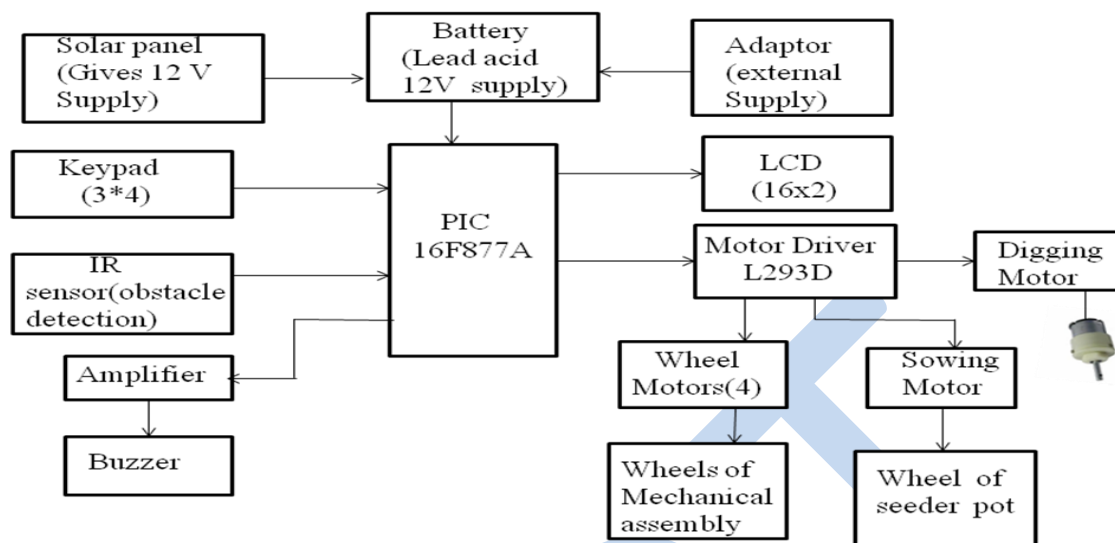 Solar panel
(Gives 12 V
Supply)
Battery
(Lead acid
12V supply)
Adaptor
(external
Supply)
Keypad
(3*4)
PIC
16F877A
LCD
(16x2)
IR
sensor(obstacle
detection)
Motor Driver
L293D
Digging
Motor
Amplifier
Wheel
Motors(4)
Sowing
Motor
Buzzer
Wheels of
Mechanical
assembly
Wheel of
seeder pot